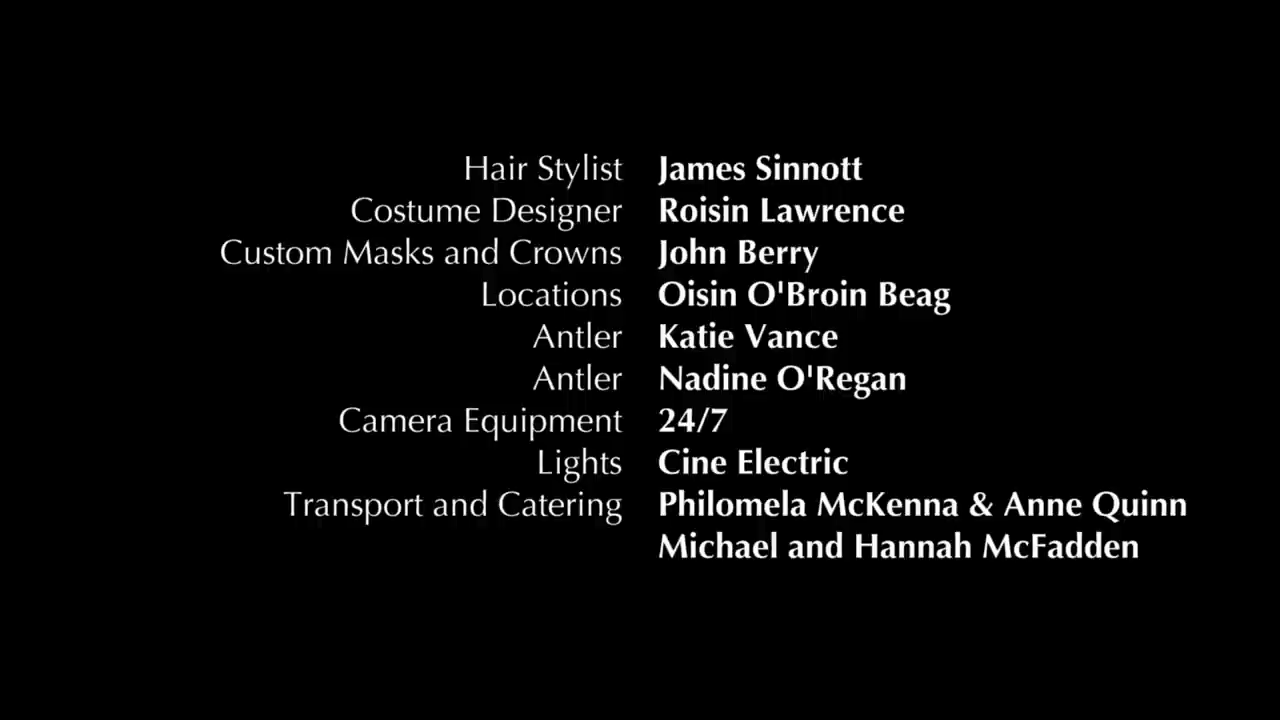 Hair Stylist James Sinnott
Costume Designer Roisin Lawrence
Custom Masks and Crowns John Berry
Locations Oisin O'Broin Beag
Antler Katie Vance
Antler Nadine O'Regan
Camera Equipment 24/7
Lights Cine Electric
Transport and Catering Philomela McKenna & Anne Quinn
Michael and Hannah McFadden